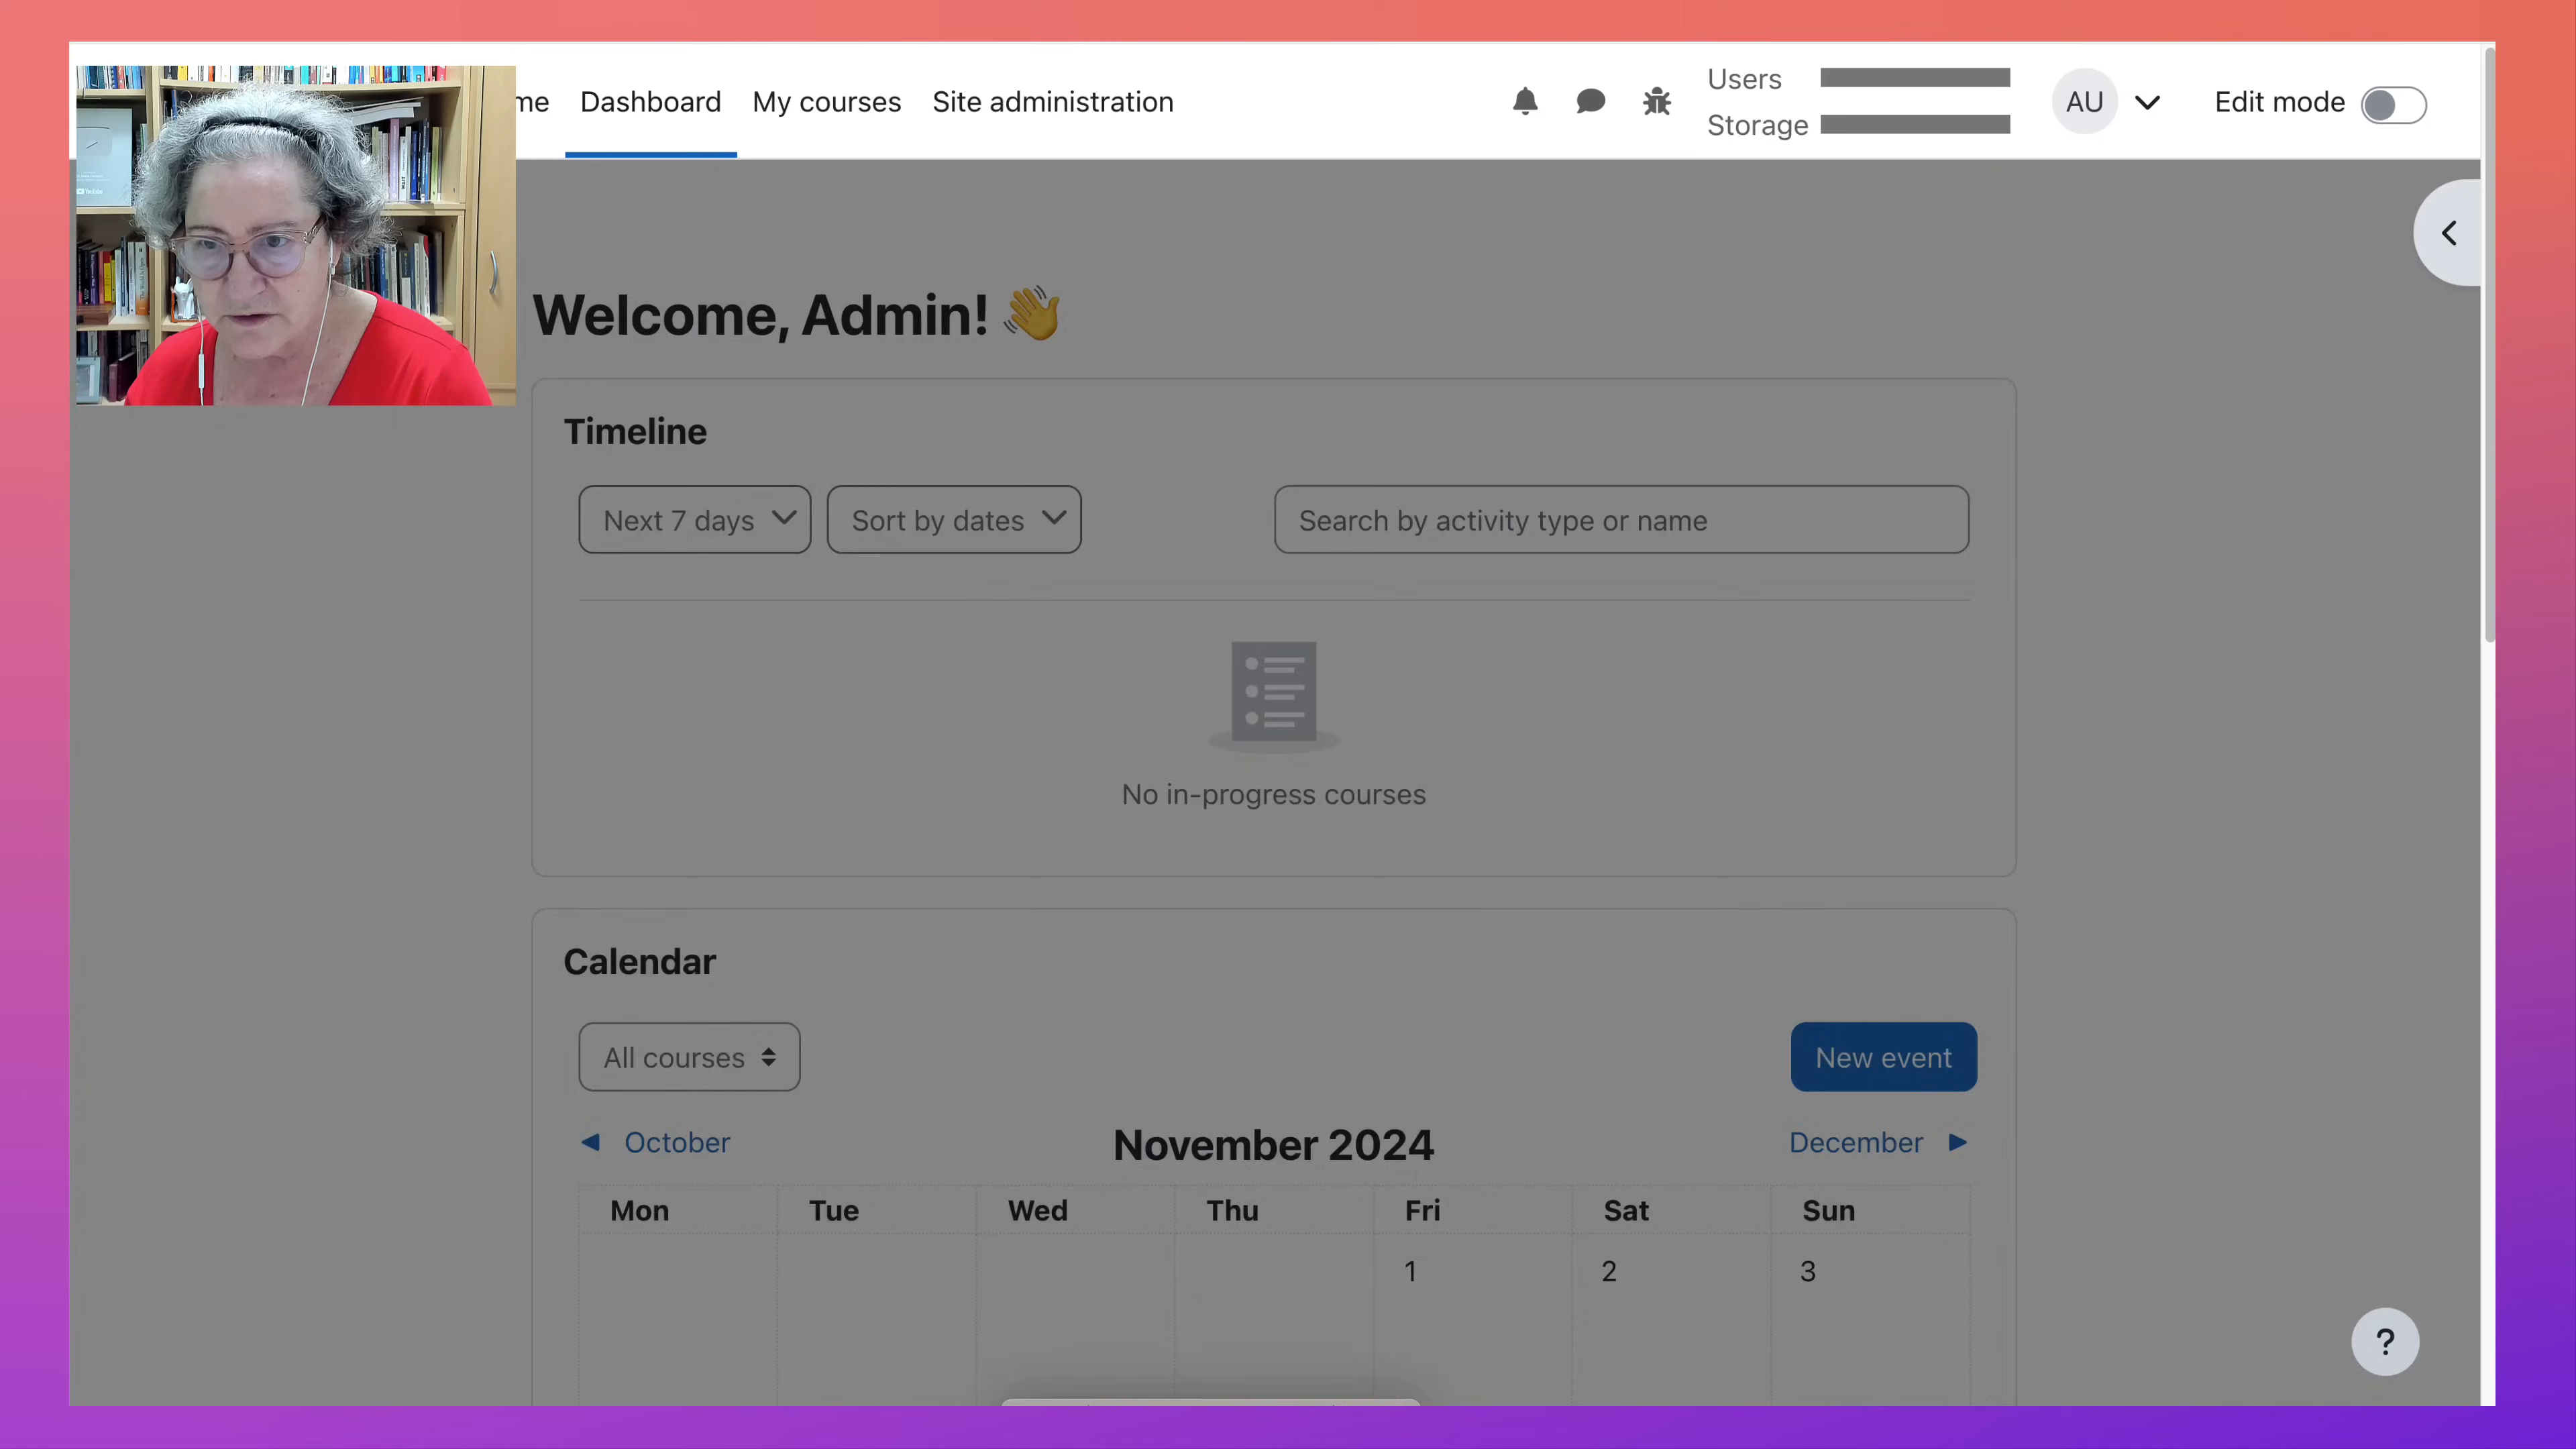 me Dashboard My courses Site administration
Users
Storage
AU
Edit mode
Welcome, Admin! 👋
Timeline
Next 7 days
Sort by dates
Search by activity type or name
No in-progress courses
Calendar
All courses
New event
October
November 2024
December
Mon Tue Wed Thu Fri Sat Sun
1 2 3
?
YouTube
WAIT